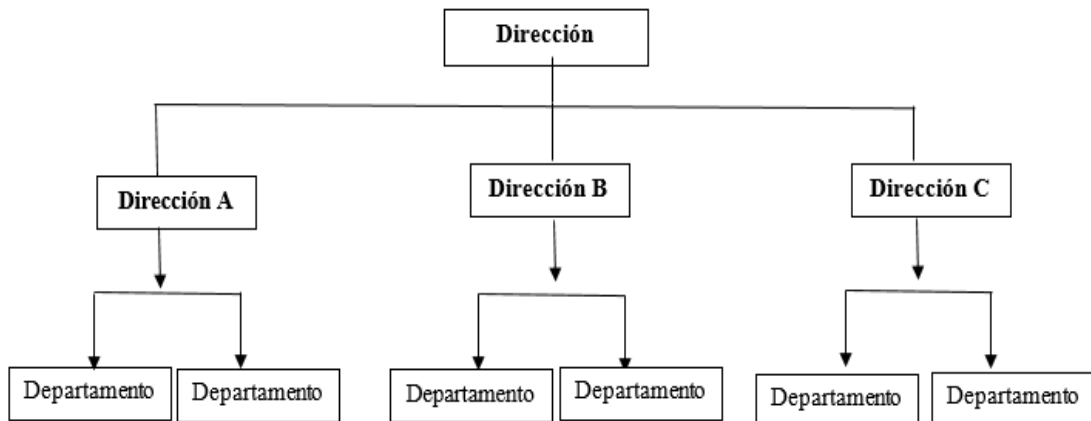 Dirección
Dirección A
Dirección B
Dirección C
Departamento
Departamento
Departamento
Departamento
Departamento
Departamento